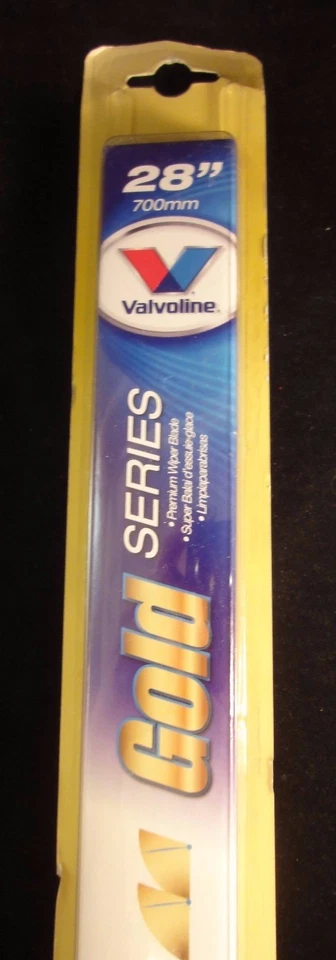 28”
700mm
Valvoline
Gold
SERIES
• Premium Wiper Blade
• Super Balai d'essuie-glace
• Limpiaparabrisas